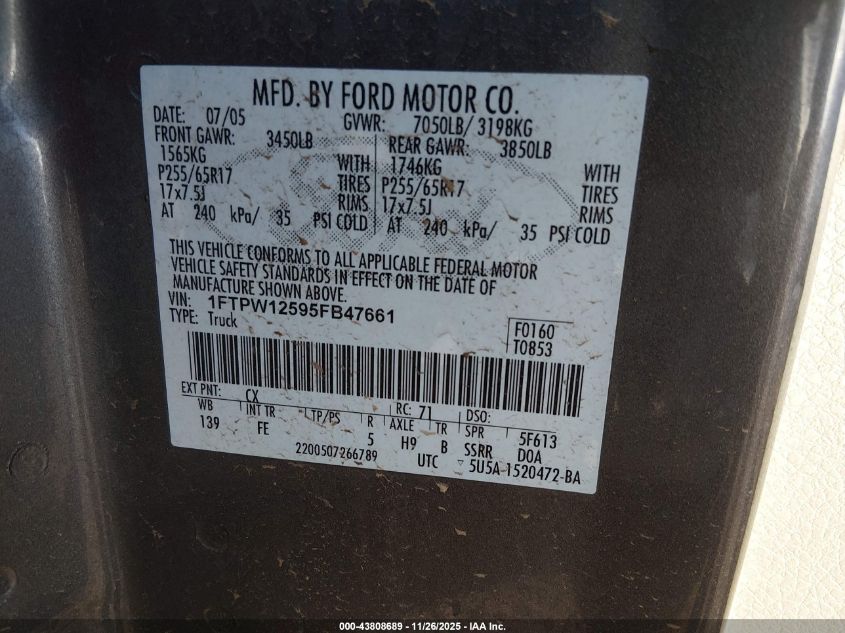 MFD. BY FORD MOTOR CO.
DATE: 07/05 GVWR: 7050LB/ 3198KG
FRONT GAWR: 3450LB REAR GAWR: 3850LB
1565KG WITH 1746KG WITH
P255/65R17 TIRES P255/65R17 TIRES
17x7.5J RIMS 17x7.5J RIMS
AT 240 kPa/ 35 PSI COLD AT 240 kPa/ 35 PSI COLD
THIS VEHICLE CONFORMS TO ALL APPLICABLE FEDERAL MOTOR
VEHICLE SAFETY STANDARDS IN EFFECT ON THE DATE OF
MANUFACTURE SHOWN ABOVE.
VIN: 1FTPW12595FB47661
TYPE: Truck
F0160
T0853
EXT PNT: CX RC: 71 DSO:
WB INT TR LTP/PS R AXLE TR SPR 5F613
139 FE 5 H9 B SSRR DOA
2200507266789 UTC 5U5A-1520472-BA
000-43808689 - 11/26/2025 - IAA Inc.